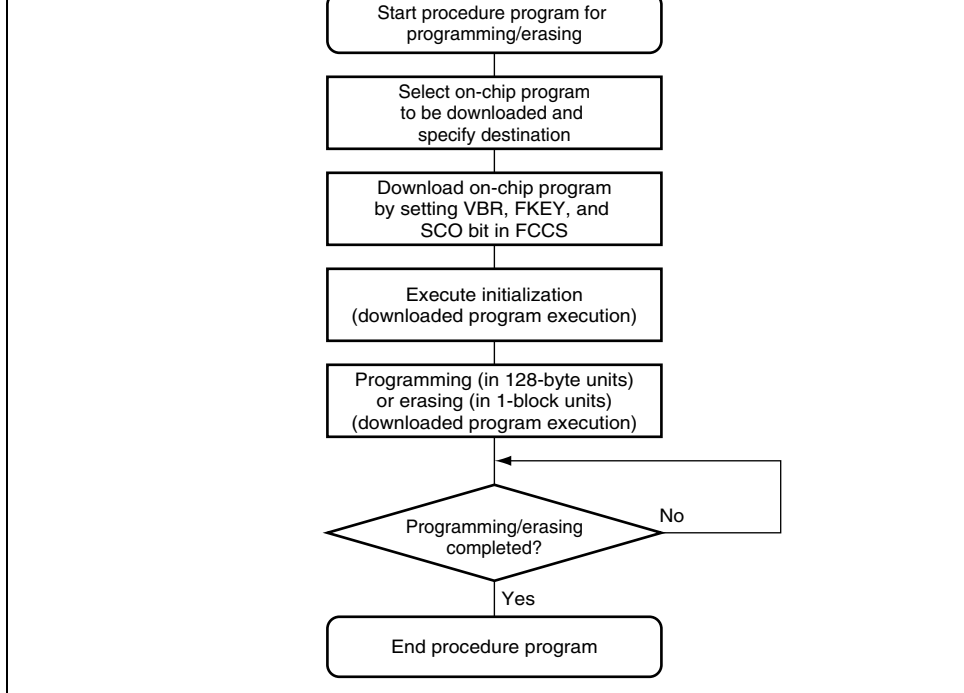 Start procedure program for
programming/erasing
Select on-chip program
to be downloaded and
specify destination
Download on-chip program
by setting VBR, FKEY, and
SCO bit in FCCS
Execute initialization
(downloaded program execution)
Programming (in 128-byte units)
or erasing (in 1-block units)
(downloaded program execution)
No
Programming/erasing
completed?
Yes
End procedure program